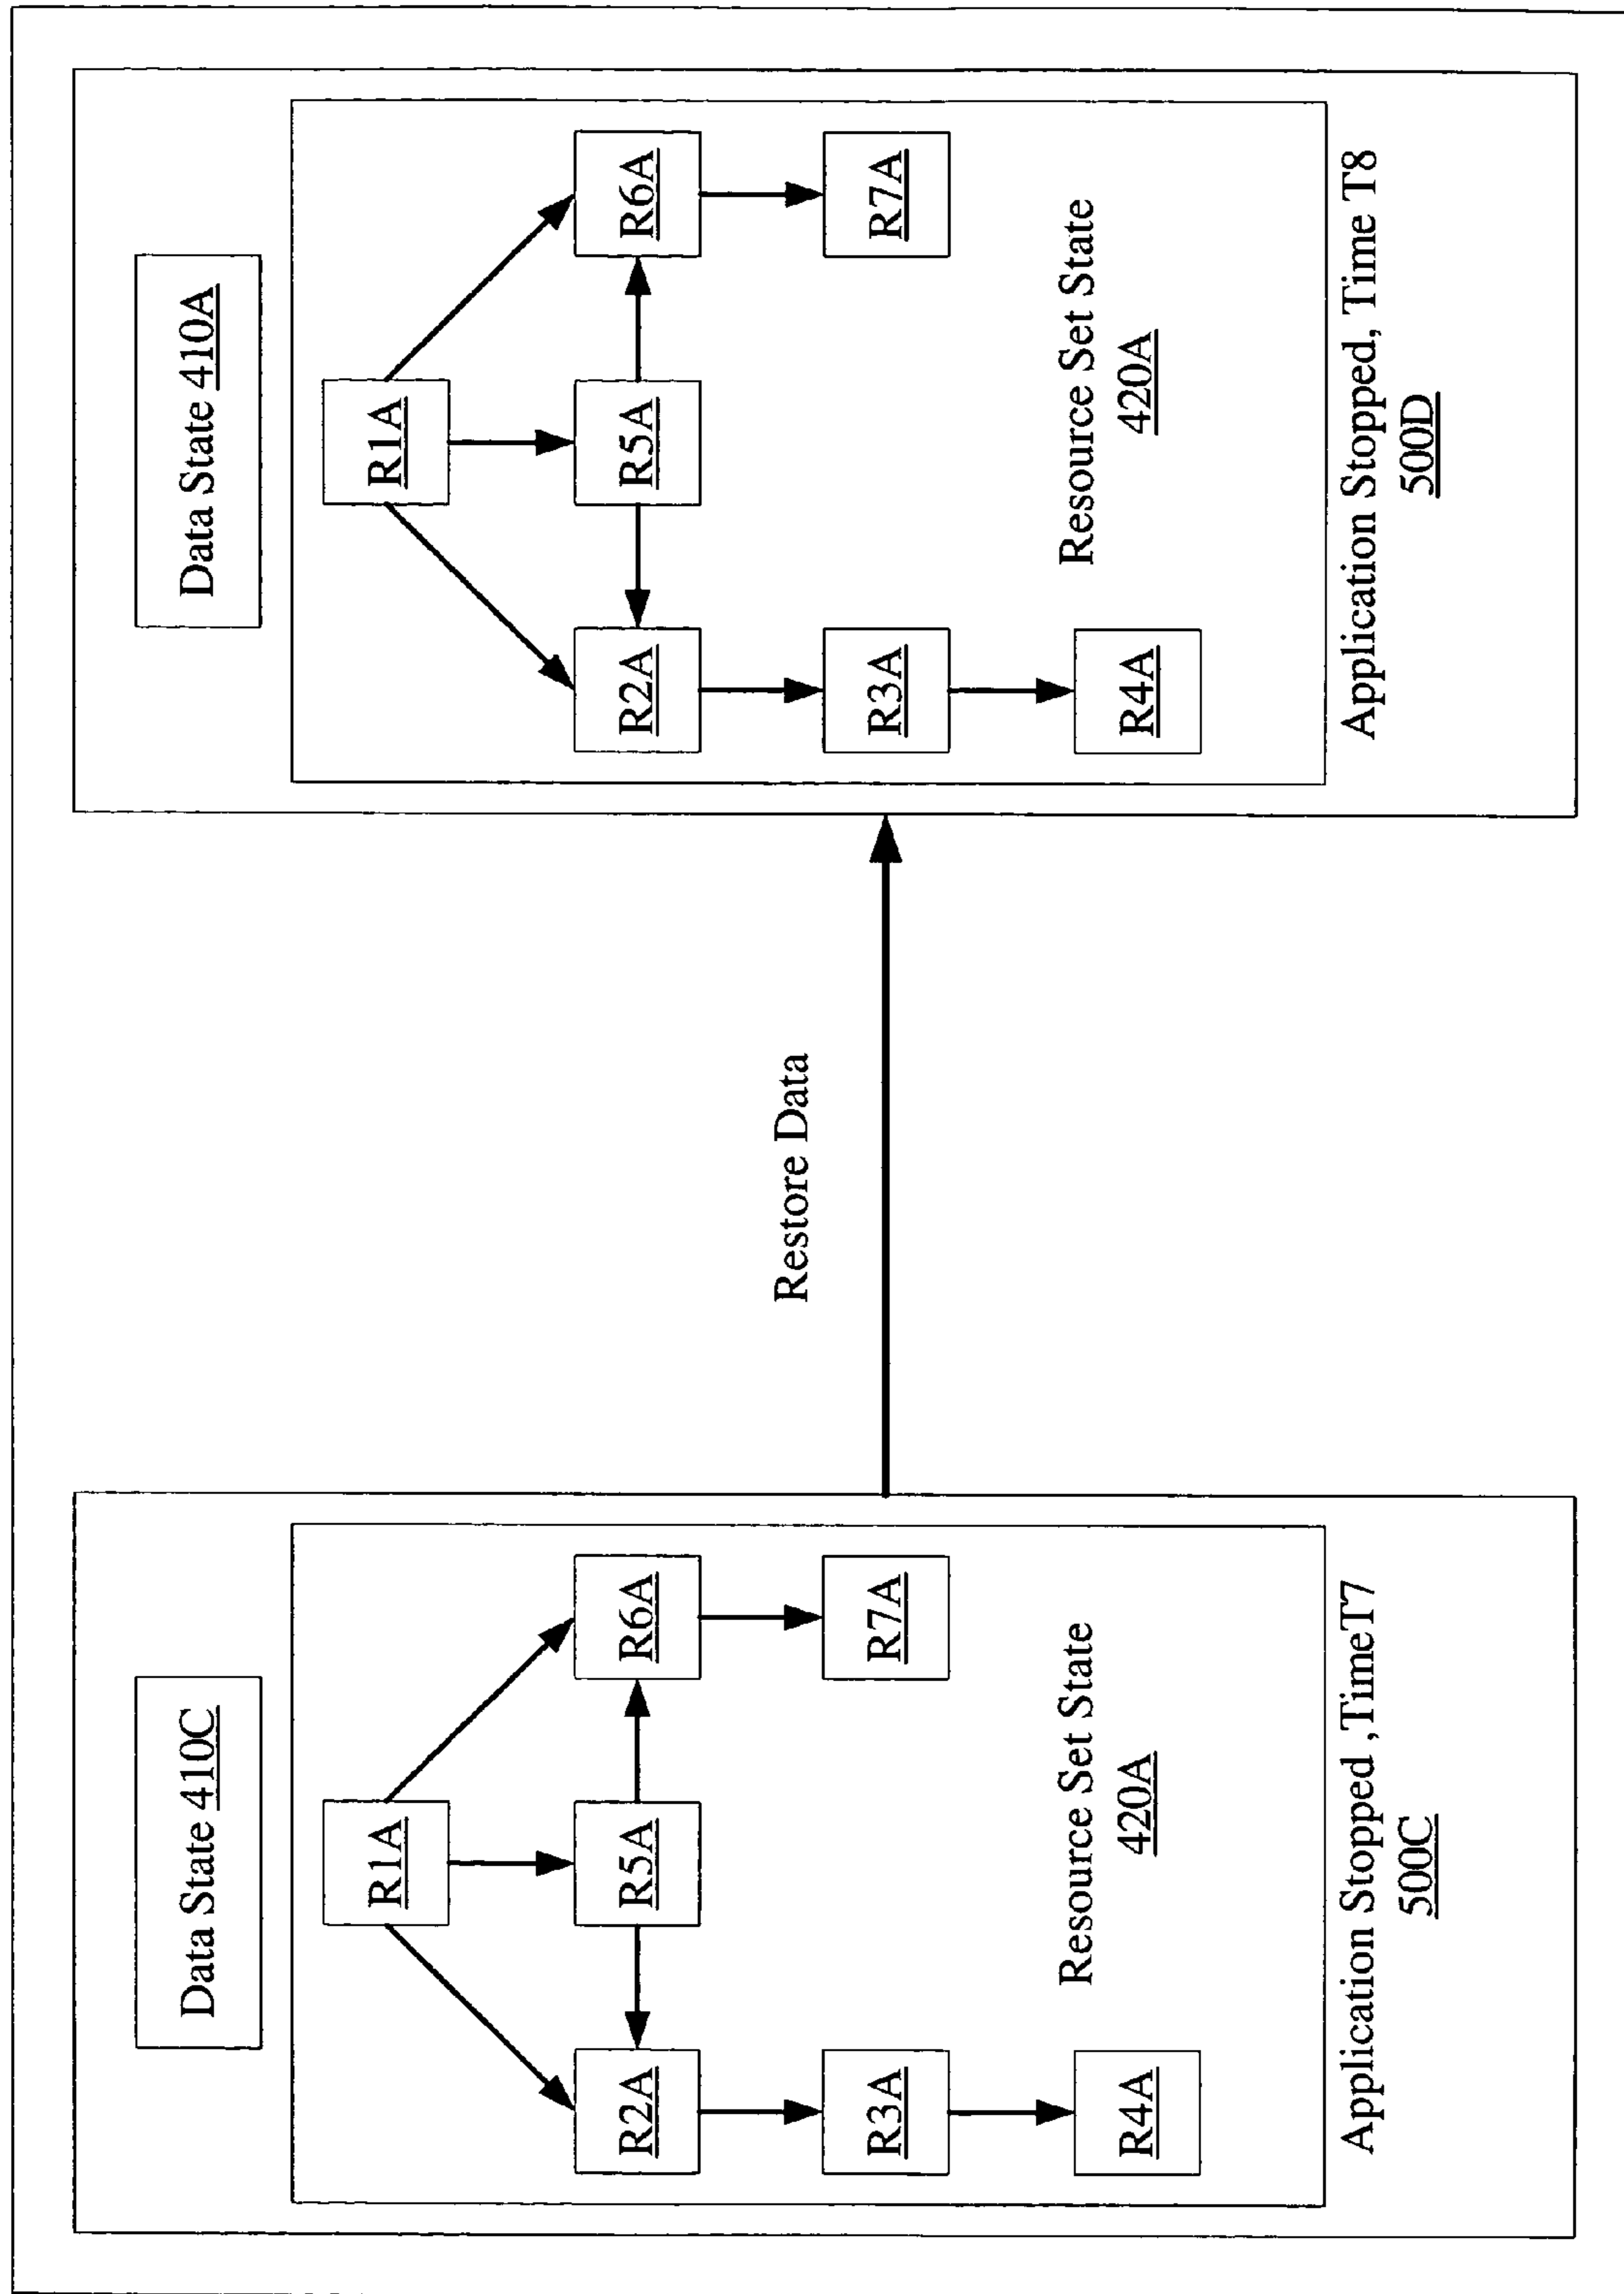 Data State 410C
R1A
R2A
R5A
R6A
R3A
R7A
R4A
Resource Set State
420A
Application Stopped ,TimeT7
500C
Restore Data
Data State 410A
R1A
R2A
R5A
R6A
R3A
R7A
R4A
Resource Set State
420A
Application Stopped, Time T8
500D